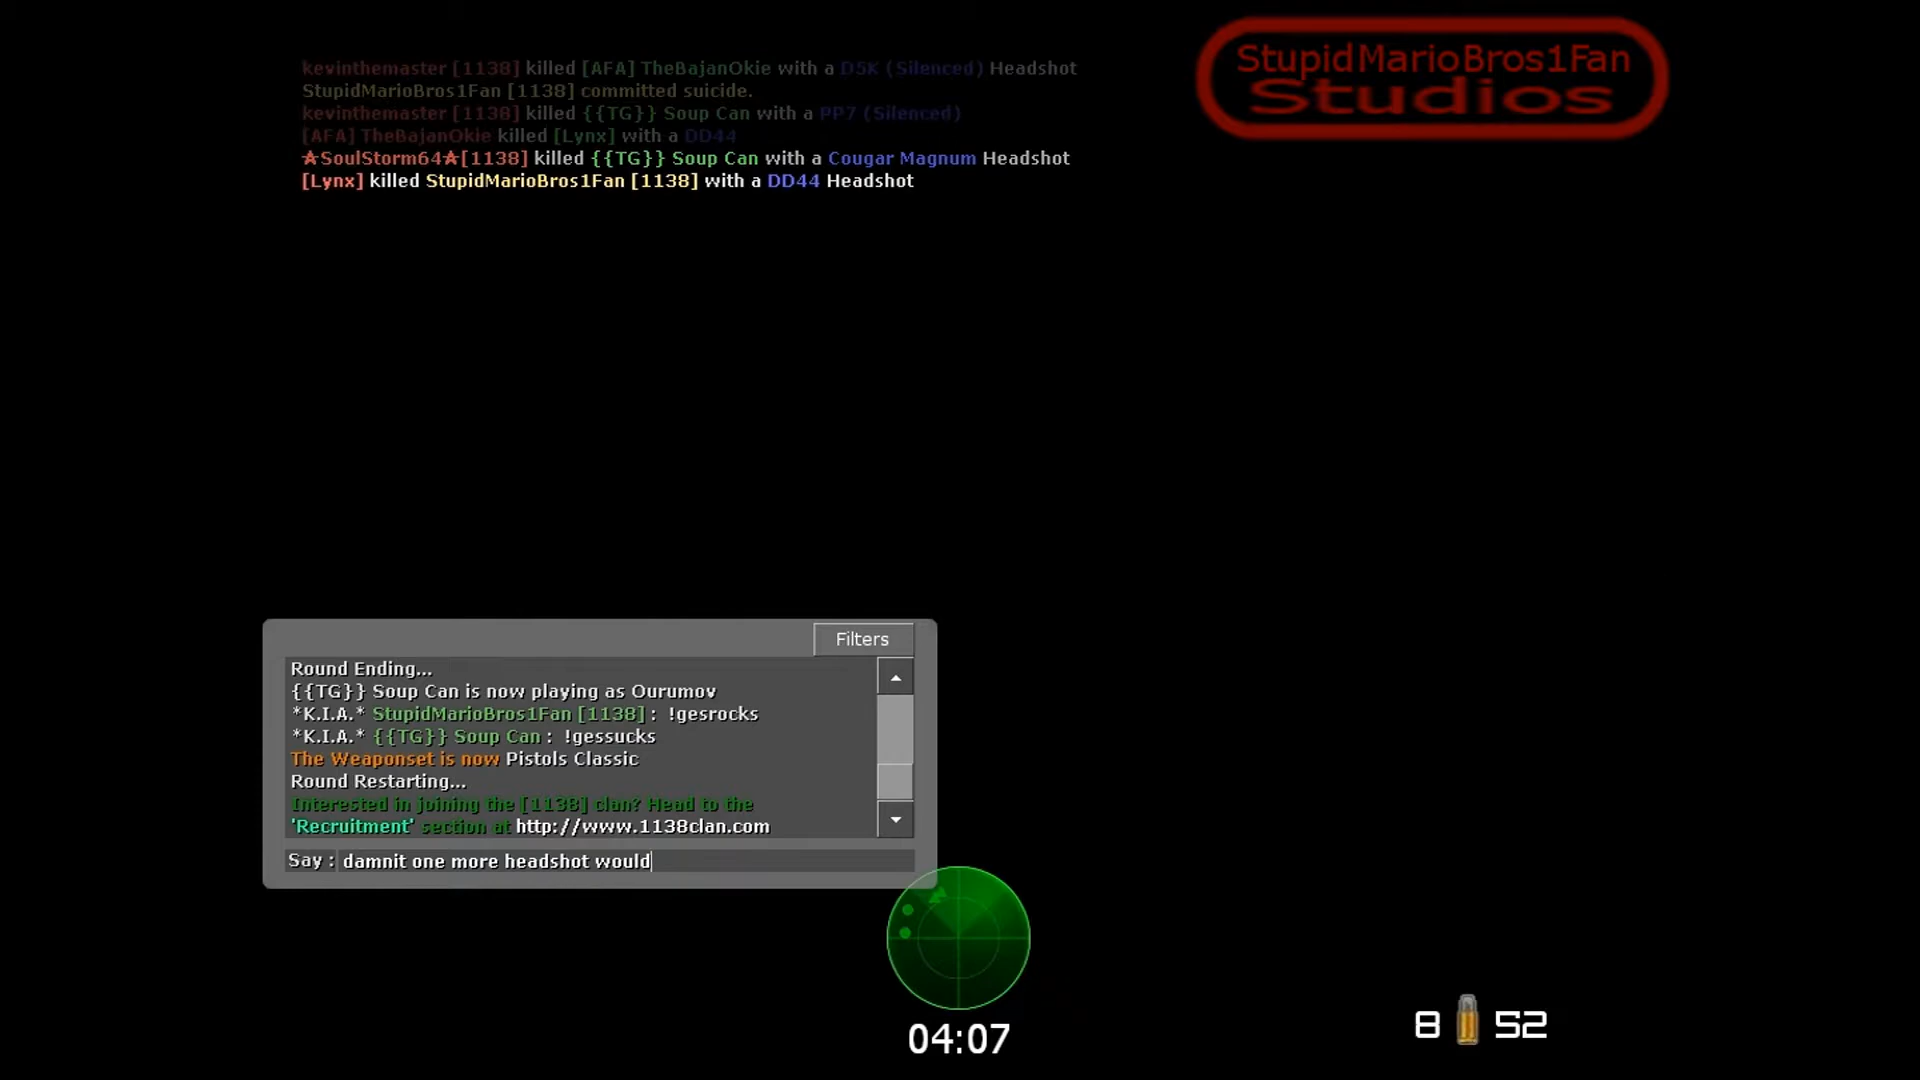 kevinthemaster [1138] killed [AFA] TheBajanOkie with a D5K (Silenced) Headshot
StupidMarioBros1Fan [1138] committed suicide.
kevinthemaster [1138] killed {{TG}} Soup Can with a PP7 (Silenced)
[AFA] TheBajanOkie killed [Lynx] with a DD44
⩜SoulStorm64⩜[1138] killed {{TG}} Soup Can with a Cougar Magnum Headshot
[Lynx] killed StupidMarioBros1Fan [1138] with a DD44 Headshot
StupidMarioBros1Fan
Studios
Filters
Round Ending...
{{TG}} Soup Can is now playing as Ourumov
*K.I.A.* StupidMarioBros1Fan [1138] : !gesrocks
*K.I.A.* {{TG}} Soup Can : !gessucks
The Weaponset is now Pistols Classic
Round Restarting...
Interested in joining the [1138] clan? Head to the
'Recruitment' section at http://www.1138clan.com
Say : damnit one more headshot would
04:07
8 52